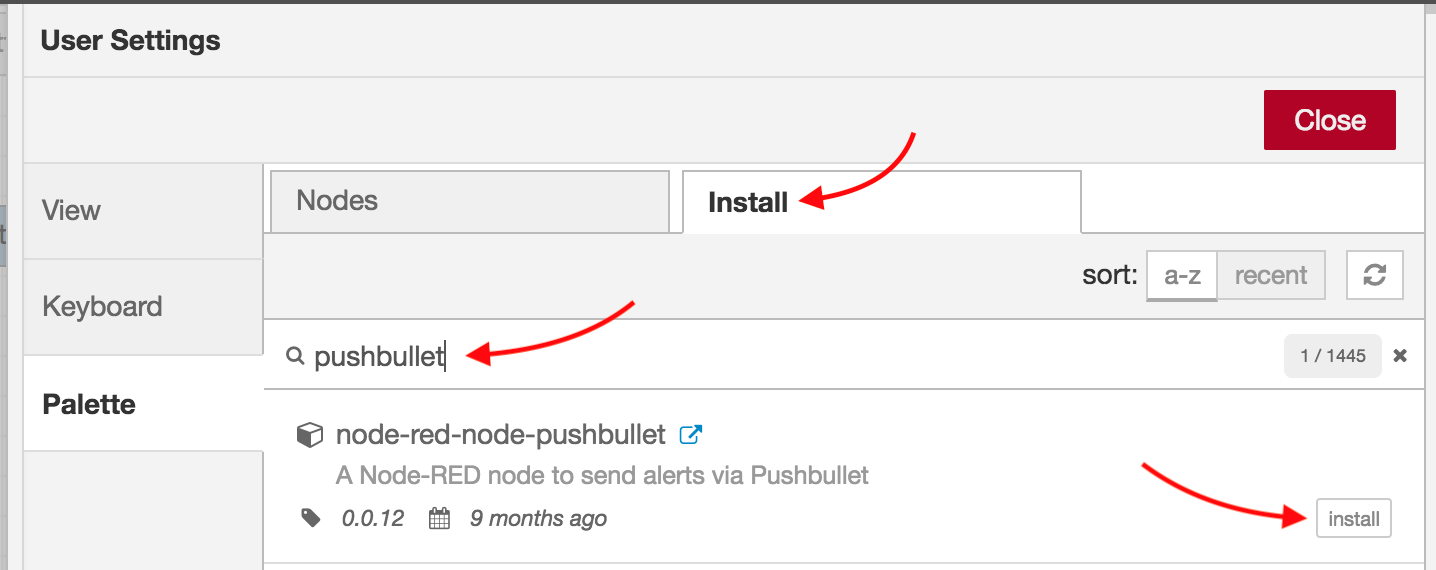 User Settings
Close
View
Keyboard
Palette
Nodes
Install
sort: a-z recent
pushbullet
1 / 1445
node-red-node-pushbullet
A Node-RED node to send alerts via Pushbullet
0.0.12 9 months ago
install